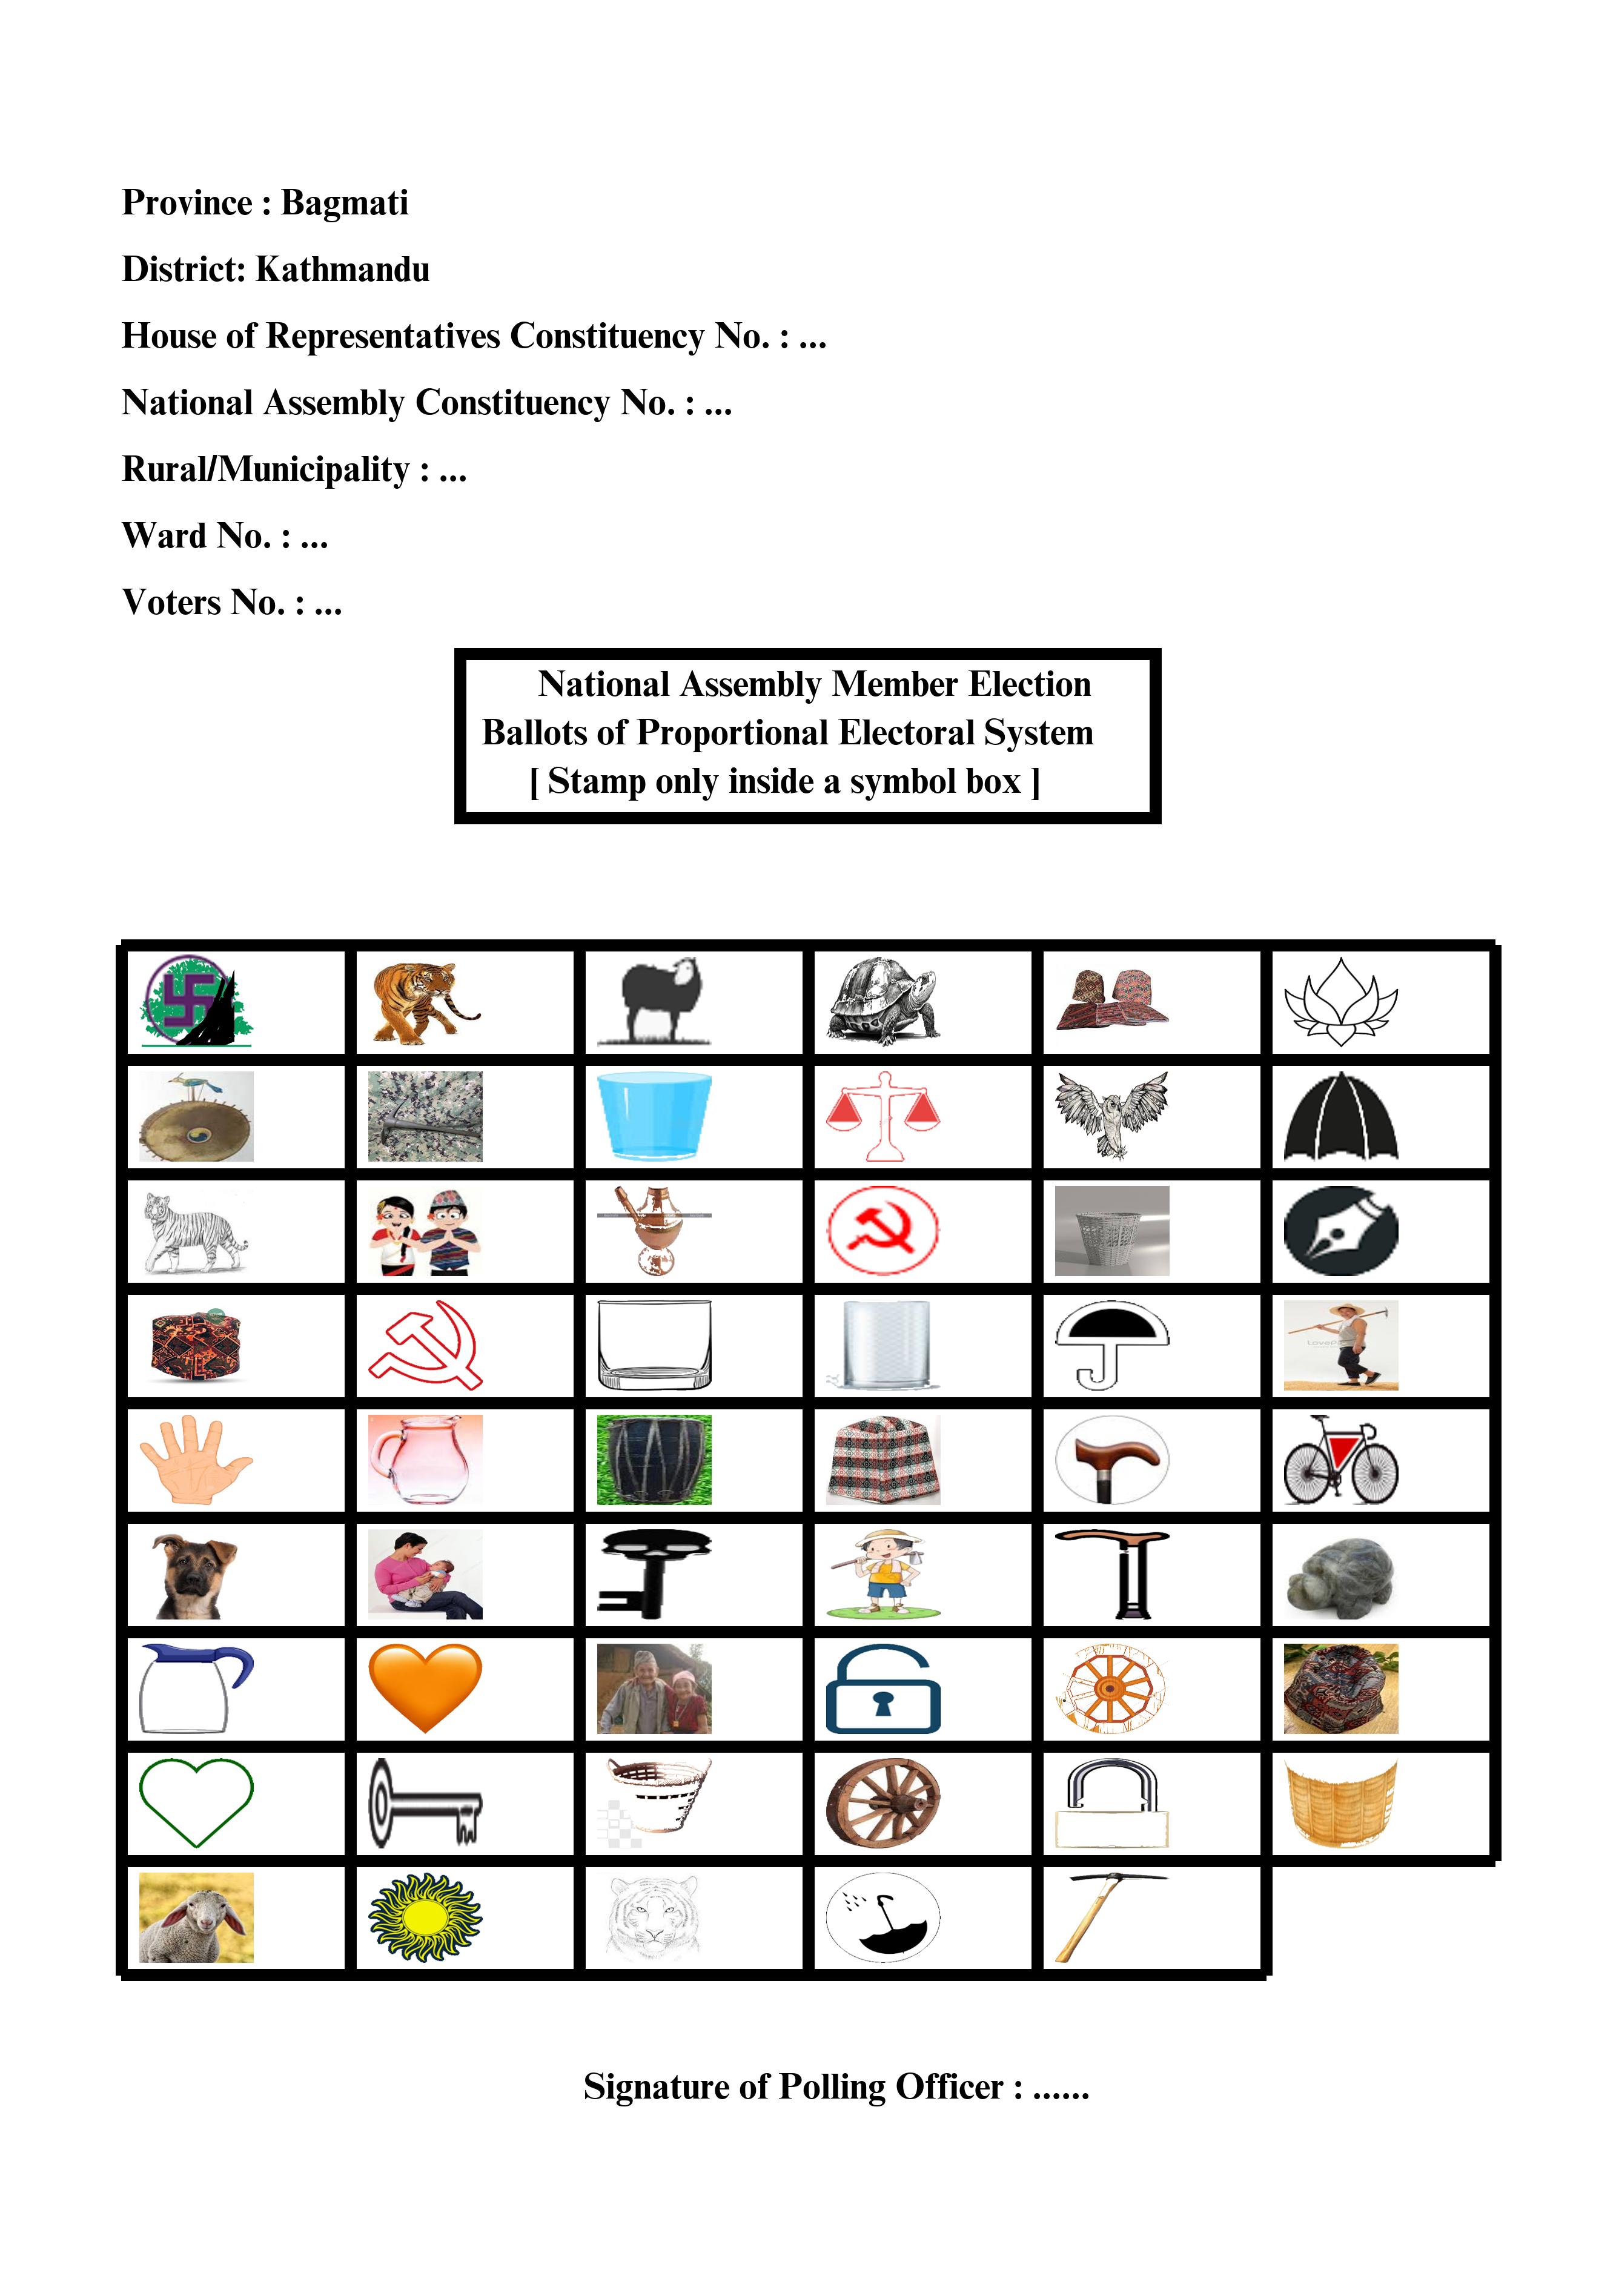 Province : Bagmati
District: Kathmandu
House of Representatives Constituency No. : ...
National Assembly Constituency No. : ...
Rural/Municipality : ...
Ward No. : ...
Voters No. : ...
National Assembly Member Election
Ballots of Proportional Electoral System
[ Stamp only inside a symbol box ]
Signature of Polling Officer : ......